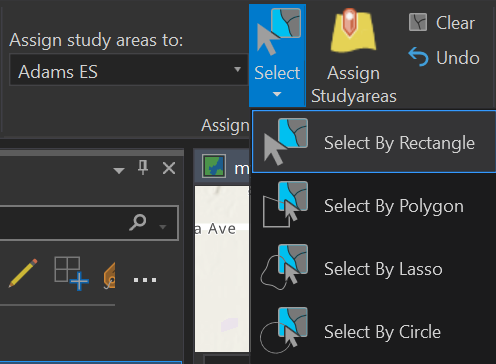 Assign study areas to:
Adams ES
Select
Assign
Studyareas
Clear
Undo
Assign
m
a Ave
Select By Rectangle
Select By Polygon
Select By Lasso
Select By Circle